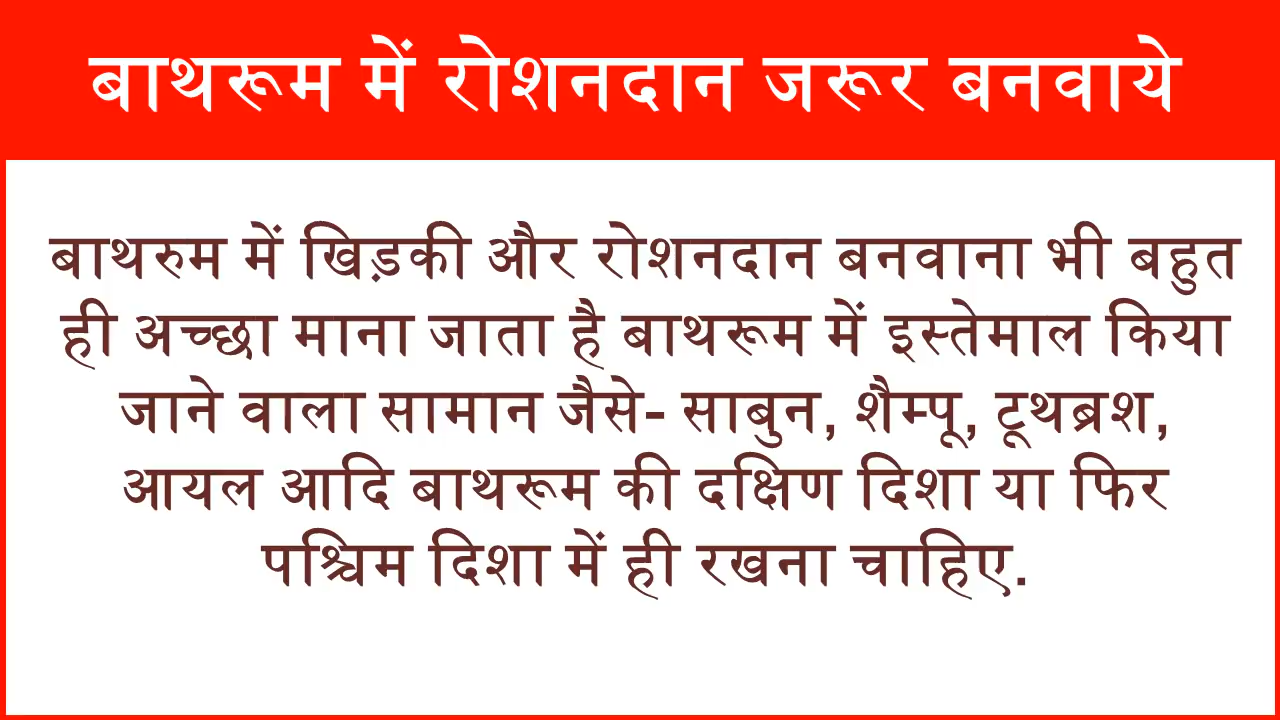 बाथरूम में रोशनदान जरूर बनवाये
बाथरुम में खिड़की और रोशनदान बनवाना भी बहुत
ही अच्छा माना जाता है बाथरूम में इस्तेमाल किया
जाने वाला सामान जैसे- साबुन, शैम्पू, टूथब्रश,
आयल आदि बाथरूम की दक्षिण दिशा या फिर
पश्चिम दिशा में ही रखना चाहिए.